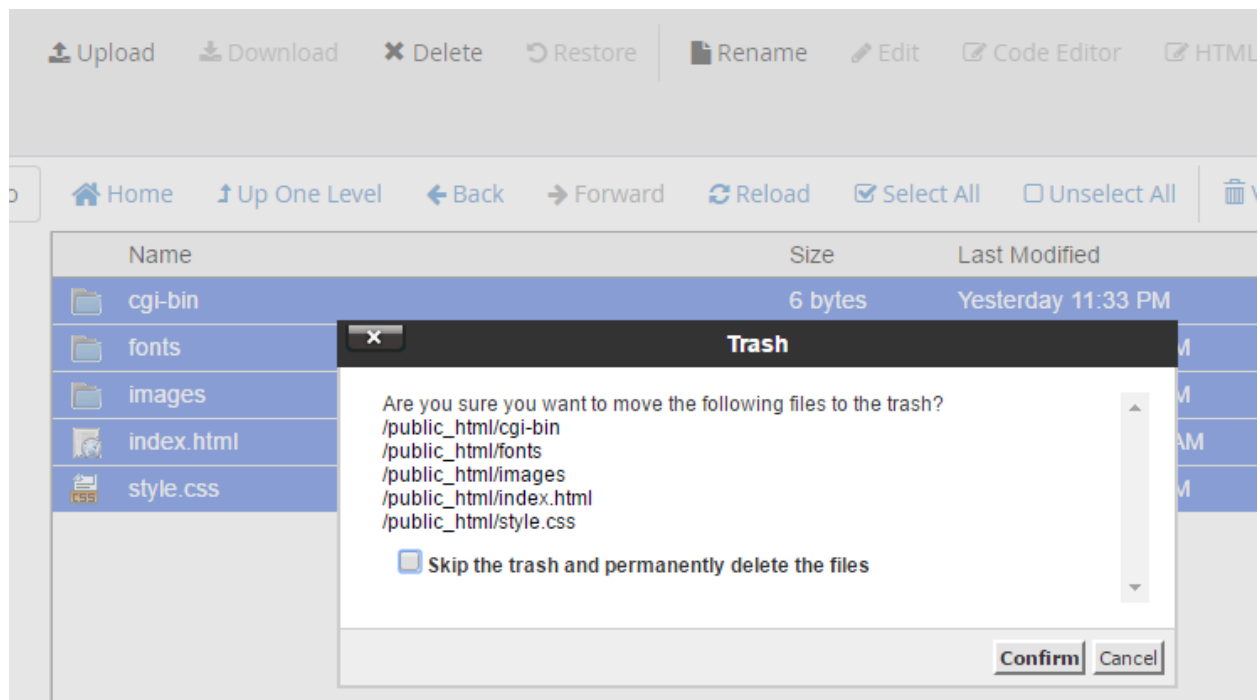 Upload Download Delete Restore Rename Edit Code Editor HTML
Home Up One Level Back Forward Reload Select All Unselect All
Name Size Last Modified
cgi-bin 6 bytes Yesterday 11:33 PM
fonts M
images M
index.html AM
style.css M
Trash
Are you sure you want to move the following files to the trash?
/public_html/cgi-bin
/public_html/fonts
/public_html/images
/public_html/index.html
/public_html/style.css
Skip the trash and permanently delete the files
Confirm Cancel